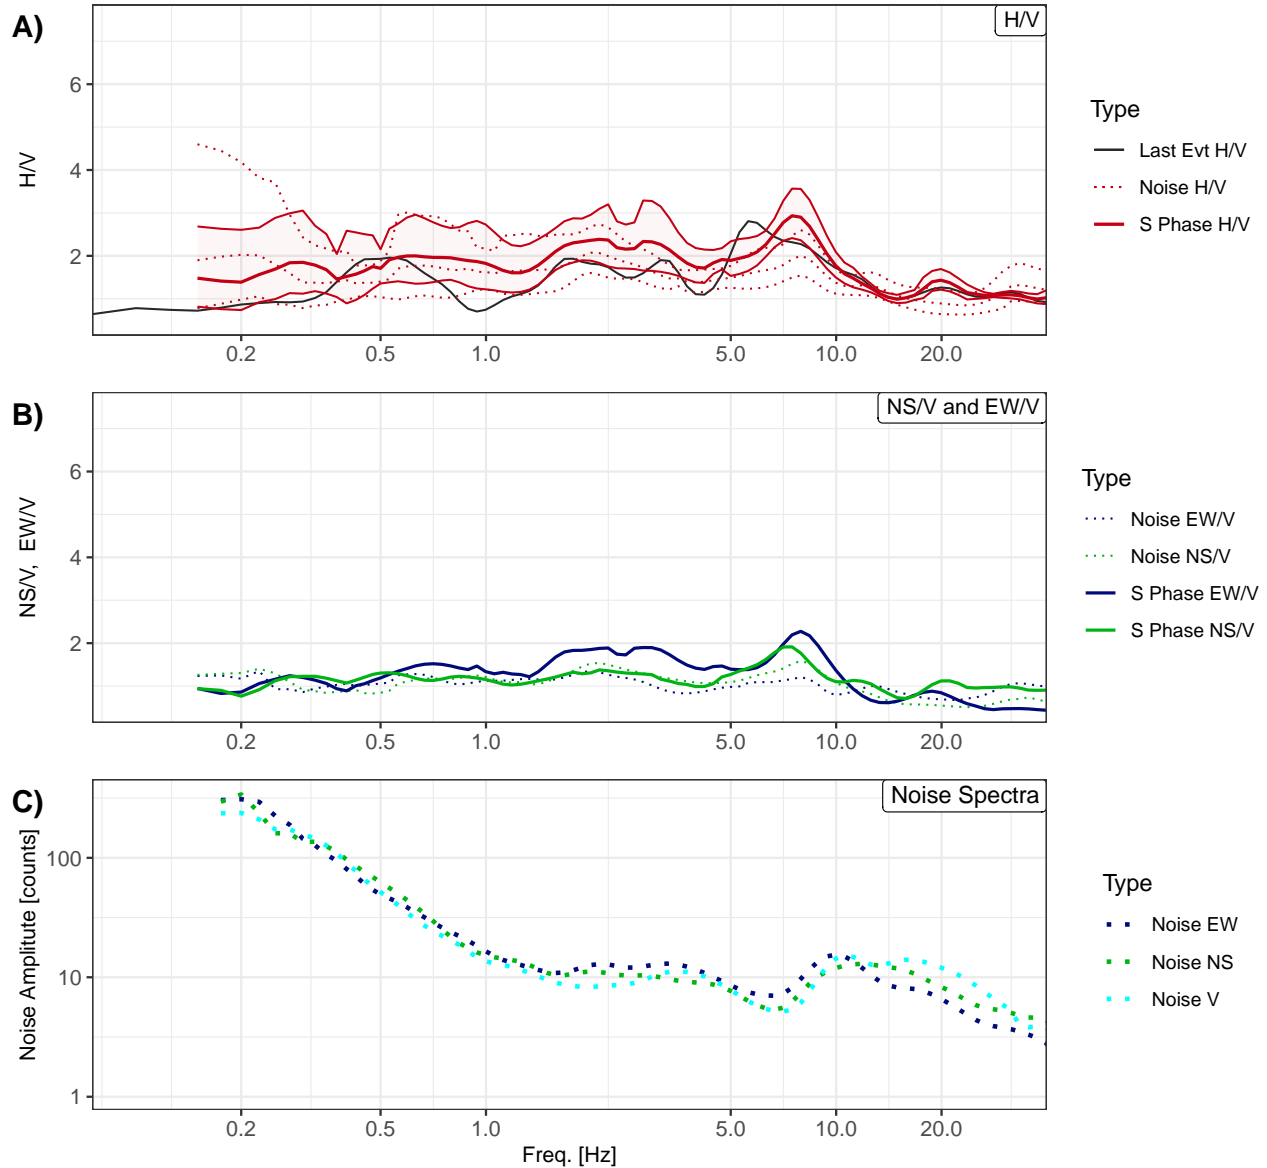 A)
H/V
6
4
2
H/V
0.2 0.5 1.0 5.0 10.0 20.0
Type
Last Evt H/V
Noise H/V
S Phase H/V
B)
NS/V and EW/V
6
4
2
NS/V, EW/V
0.2 0.5 1.0 5.0 10.0 20.0
Type
Noise EW/V
Noise NS/V
S Phase EW/V
S Phase NS/V
C)
Noise Spectra
100
10
1
Noise Amplitute [counts]
0.2 0.5 1.0 5.0 10.0 20.0
Freq. [Hz]
Type
Noise EW
Noise NS
Noise V